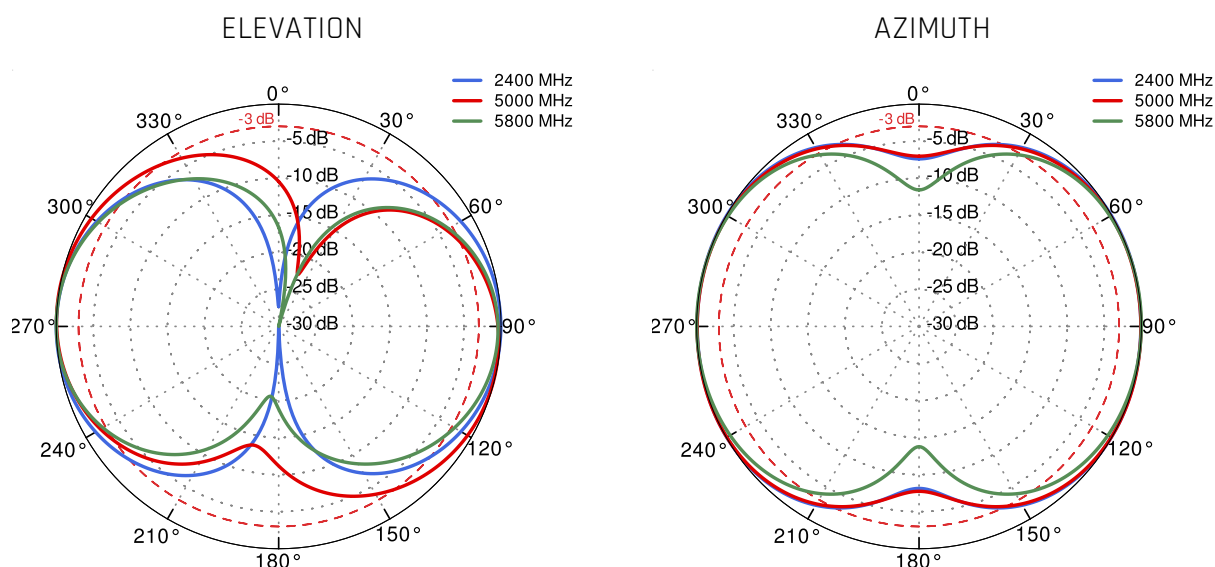 ELEVATION
2400 MHz
5000 MHz
5800 MHz
0°
30°
60°
90°
120°
150°
180°
210°
240°
270°
300°
330°
-3 dB
-5 dB
-10 dB
-15 dB
-20 dB
-25 dB
-30 dB
AZIMUTH
2400 MHz
5000 MHz
5800 MHz
0°
30°
60°
90°
120°
150°
180°
210°
240°
270°
300°
330°
-3 dB
-5 dB
-10 dB
-15 dB
-20 dB
-25 dB
-30 dB